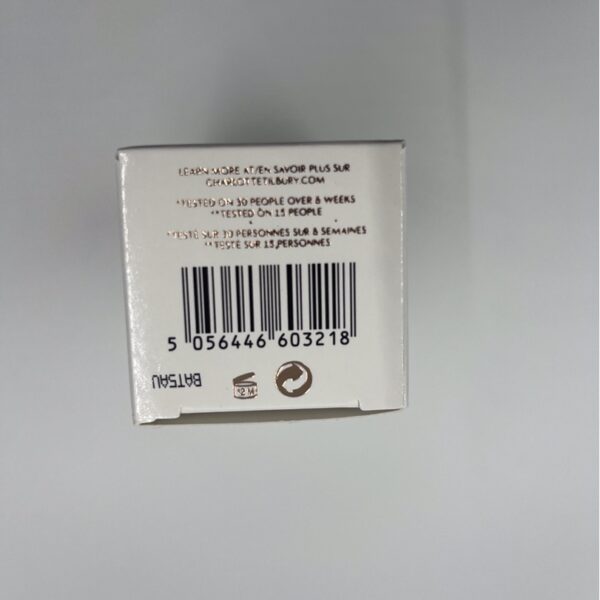 LEARN MORE AT/EN SAVOIR PLUS SUR
CHARLOTTETILBURY.COM
*TESTED ON 30 PEOPLE OVER 8 WEEKS
**TESTED ON 15 PEOPLE
*TESTÉ SUR 30 PERSONNES SUR 8 SEMAINES
**TESTÉ SUR 15 PERSONNES
5 056446 603218
BAT5AU
12 M